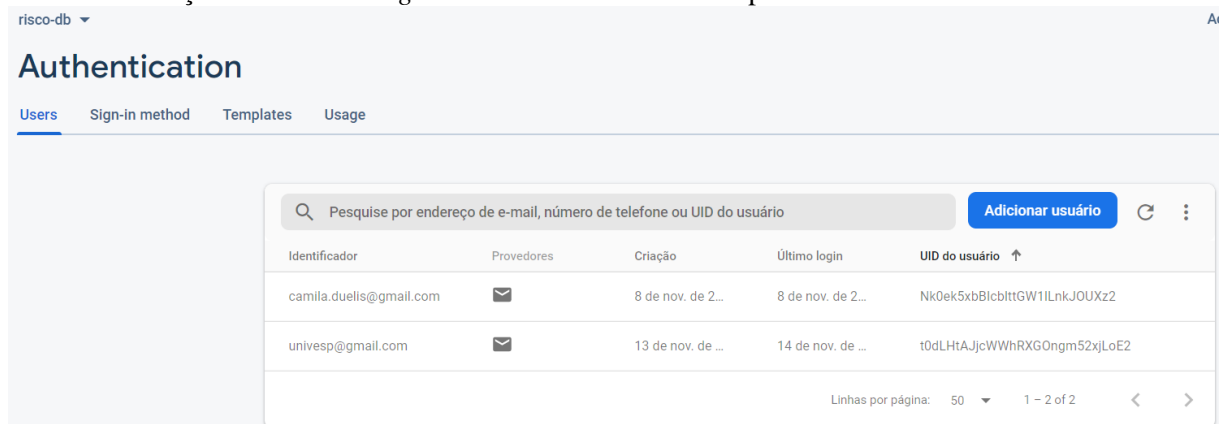 risco-db
Authentication
Users Sign-in method Templates Usage
Pesquise por endereço de e-mail, número de telefone ou UID do usuário Adicionar usuário
Identificador Provedores Criação Último login UID do usuário
camila.duelis@gmail.com 8 de nov. de 2... 8 de nov. de 2... Nk0ek5xbBIcbIttGW1ILnkJOUXz2
univesp@gmail.com 13 de nov. de ... 14 de nov. de ... t0dLHtAJjcWWhRXGOngm52xjLoE2
Linhas por página: 50 1 – 2 of 2